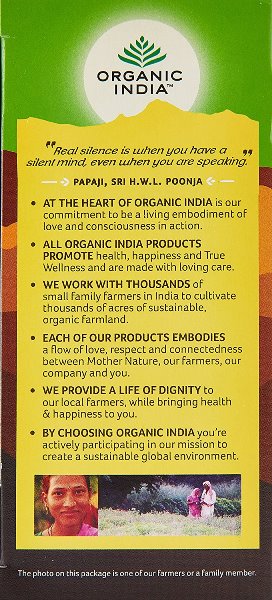 ORGANIC
INDIA™
"Real silence is when you have a
silent mind, even when you are speaking."
PAPAJI, SRI H.W.L. POONJA
• AT THE HEART OF ORGANIC INDIA is our
commitment to be a living embodiment of
love and consciousness in action.
• ALL ORGANIC INDIA PRODUCTS
PROMOTE health, happiness and True
Wellness and are made with loving care.
• WE WORK WITH THOUSANDS of
small family farmers in India to cultivate
thousands of acres of sustainable,
organic farmland.
• EACH OF OUR PRODUCTS EMBODIES
a flow of love, respect and connectedness
between Mother Nature, our farmers, our
company and you.
• WE PROVIDE A LIFE OF DIGNITY to
our local farmers, while bringing health
& happiness to you.
• BY CHOOSING ORGANIC INDIA you're
actively participating in our mission to
create a sustainable global environment.
The photo on this package is one of our farmers or a family member.